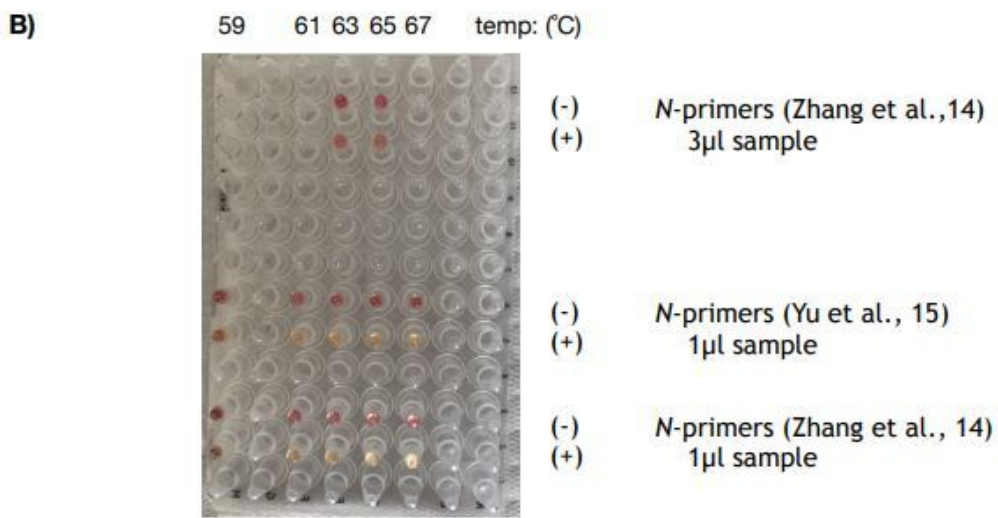 B)
59 61 63 65 67 temp: (°C)
(-) N-primers (Zhang et al.,14)
(+) 3µl sample
(-) N-primers (Yu et al., 15)
(+) 1µl sample
(-) N-primers (Zhang et al., 14)
(+) 1µl sample